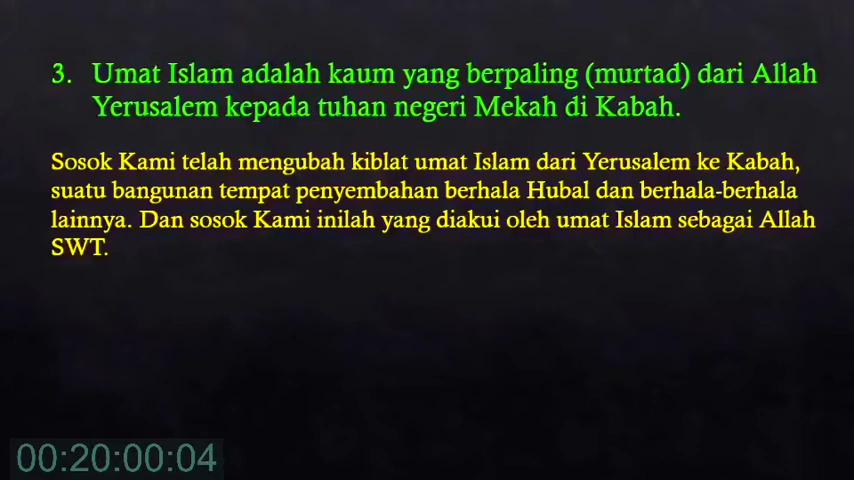 3. Umat Islam adalah kaum yang berpaling (murtad) dari Allah
Yerusalem kepada tuhan negeri Mekah di Kabah.
Sosok Kami telah mengubah kiblat umat Islam dari Yerusalem ke Kabah,
suatu bangunan tempat penyembahan berhala Hubal dan berhala-berhala
lainnya. Dan sosok Kami inilah yang diakui oleh umat Islam sebagai Allah
SWT.
00:20:00:04